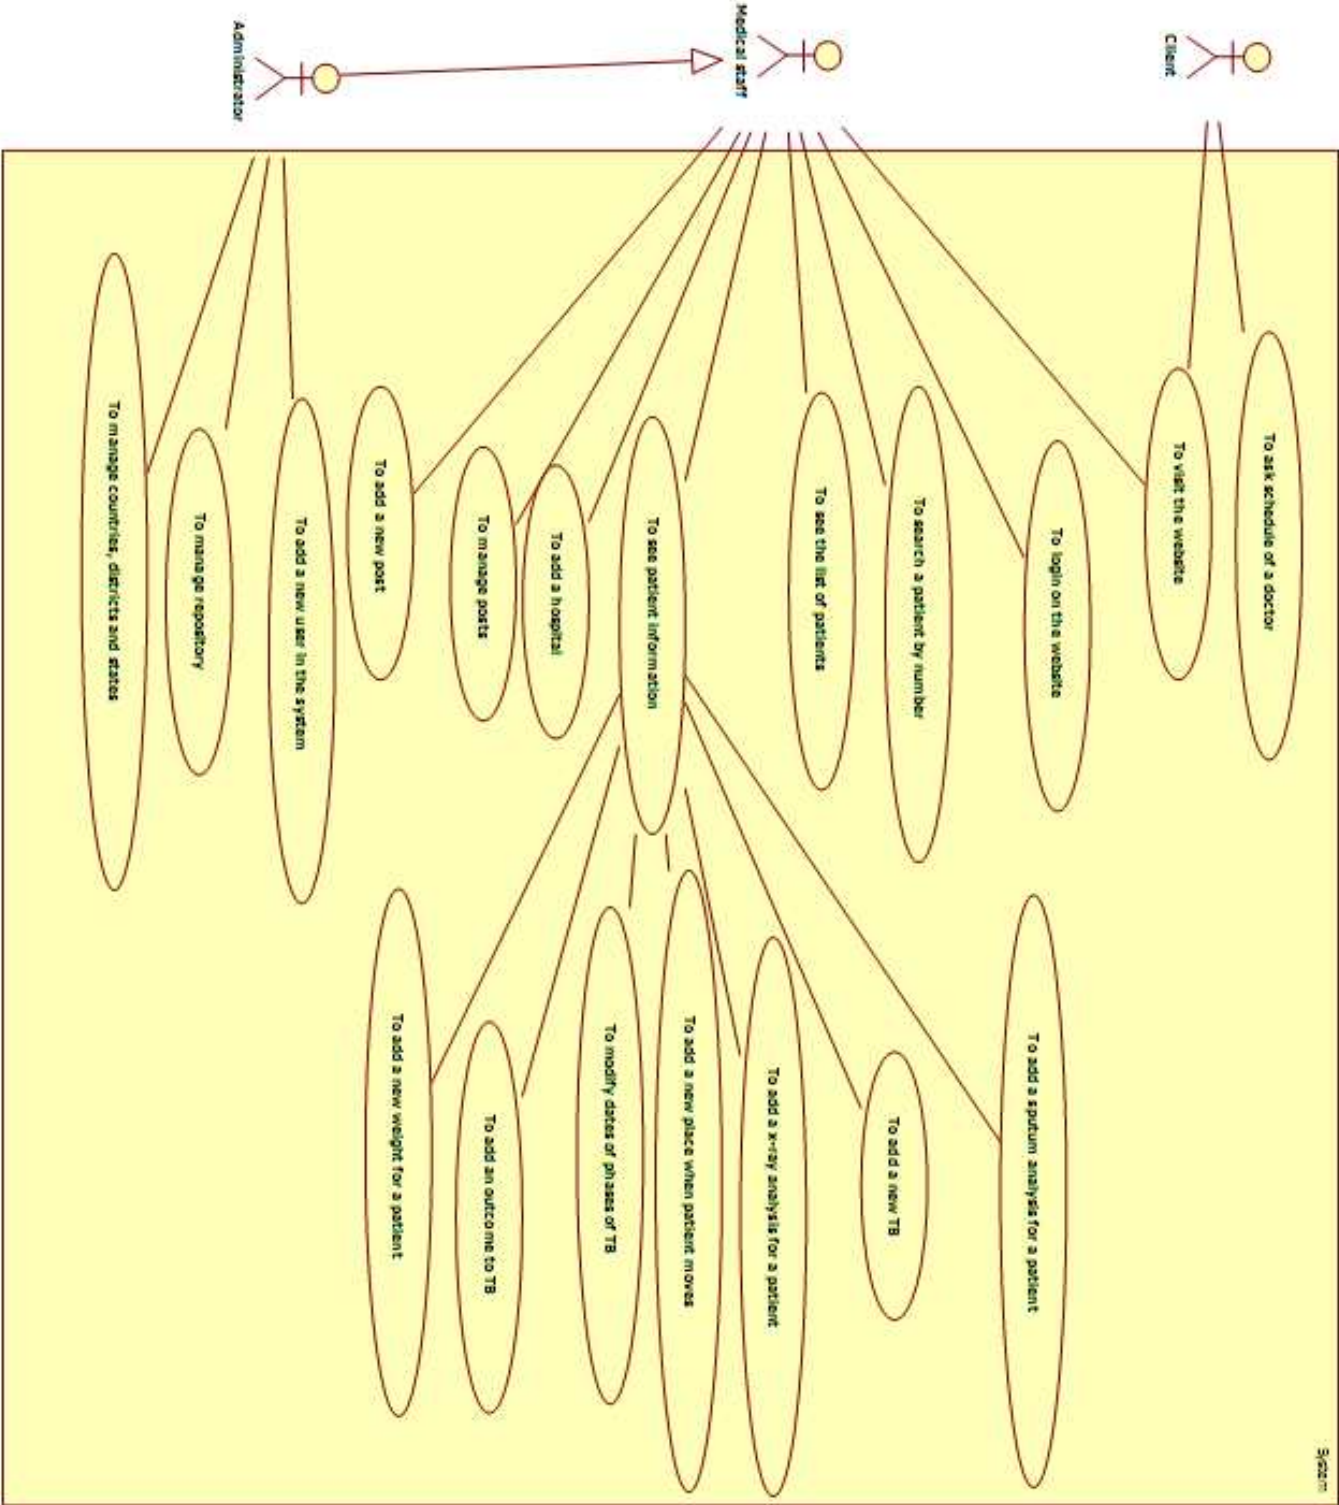 System
Client
Medical staff
Administrator
To ask schedule of a doctor
To visit the website
To login on the website
To search a patient by number
To see the list of patients
To see patient information
To add a hospital
To manage posts
To add a new post
To add a new user in the system
To manage repository
To manage countries, districts and states
To add a sputum analysis for a patient
To add a new TB
To add a x-ray analysis for a patient
To add a new place when patient moves
To modify dates of phases of TB
To add an outcome to TB
To add a new weight for a patient